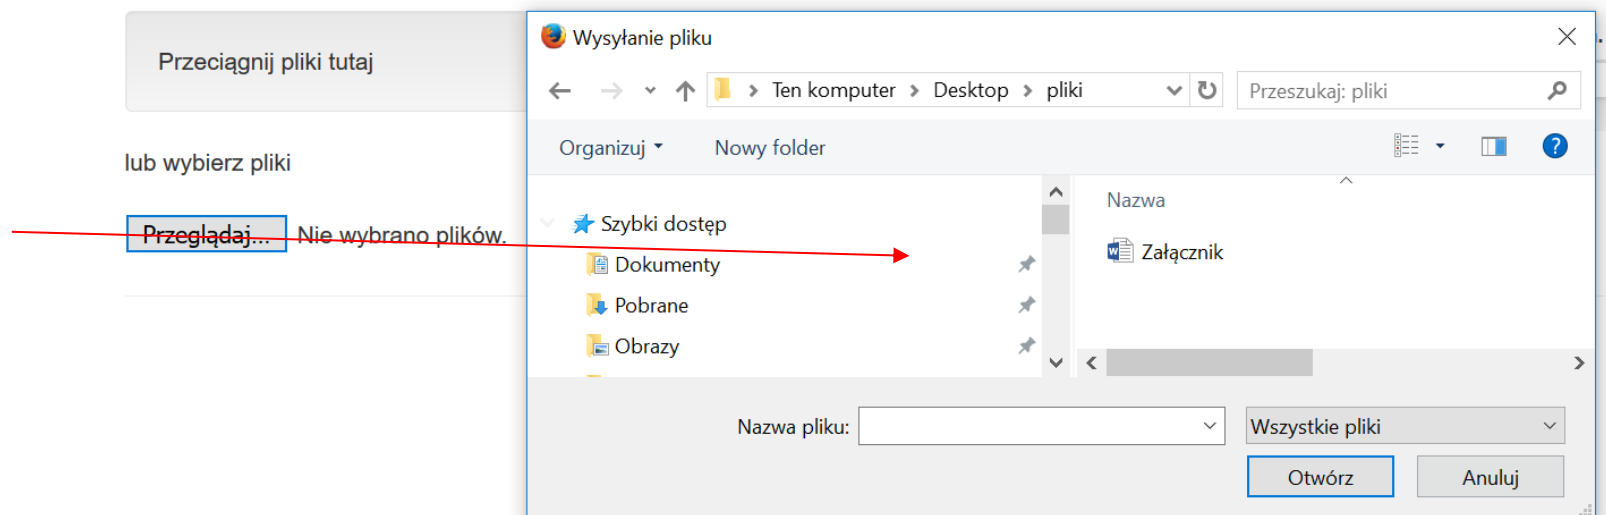 Przeciągnij pliki tutaj
lub wybierz pliki
Przeglądaj... Nie wybrano plików.
Wysyłanie pliku
Ten komputer > Desktop > pliki
Przeszukaj: pliki
Organizuj Nowy folder
?
Szybki dostęp
Dokumenty
Pobrane
Obrazy
Nazwa
W Załącznik
Nazwa pliku:
Wszystkie pliki
Otwórz Anuluj